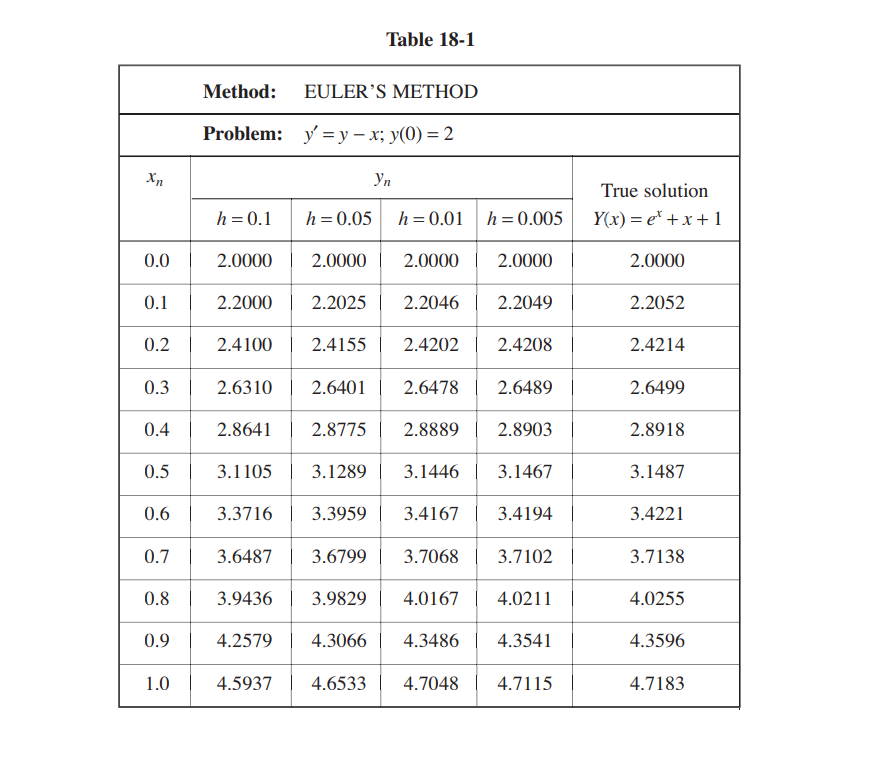 Table 18-1
Method: EULER’S METHOD
Problem: y′ = y – x; y(0) = 2
xₙ yₙ True solution
h = 0.1 h = 0.05 h = 0.01 h = 0.005 Y(x) = eˣ + x + 1
0.0 2.0000 2.0000 2.0000 2.0000 2.0000
0.1 2.2000 2.2025 2.2046 2.2049 2.2052
0.2 2.4100 2.4155 2.4202 2.4208 2.4214
0.3 2.6310 2.6401 2.6478 2.6489 2.6499
0.4 2.8641 2.8775 2.8889 2.8903 2.8918
0.5 3.1105 3.1289 3.1446 3.1467 3.1487
0.6 3.3716 3.3959 3.4167 3.4194 3.4221
0.7 3.6487 3.6799 3.7068 3.7102 3.7138
0.8 3.9436 3.9829 4.0167 4.0211 4.0255
0.9 4.2579 4.3066 4.3486 4.3541 4.3596
1.0 4.5937 4.6533 4.7048 4.7115 4.7183